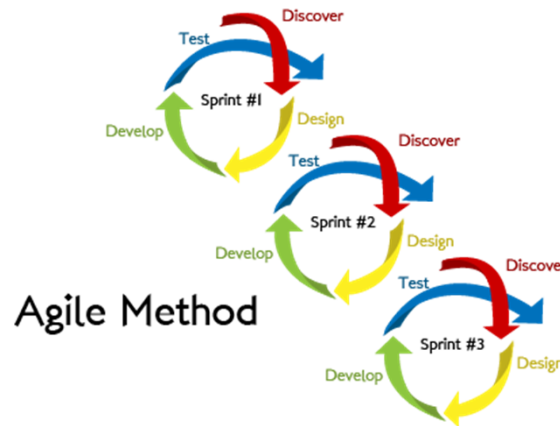 Discover
Test
Sprint #1
Develop
Design
Discover
Test
Sprint #2
Develop
Design
Discove
Test
Sprint #3
Develop
Design
Agile Method